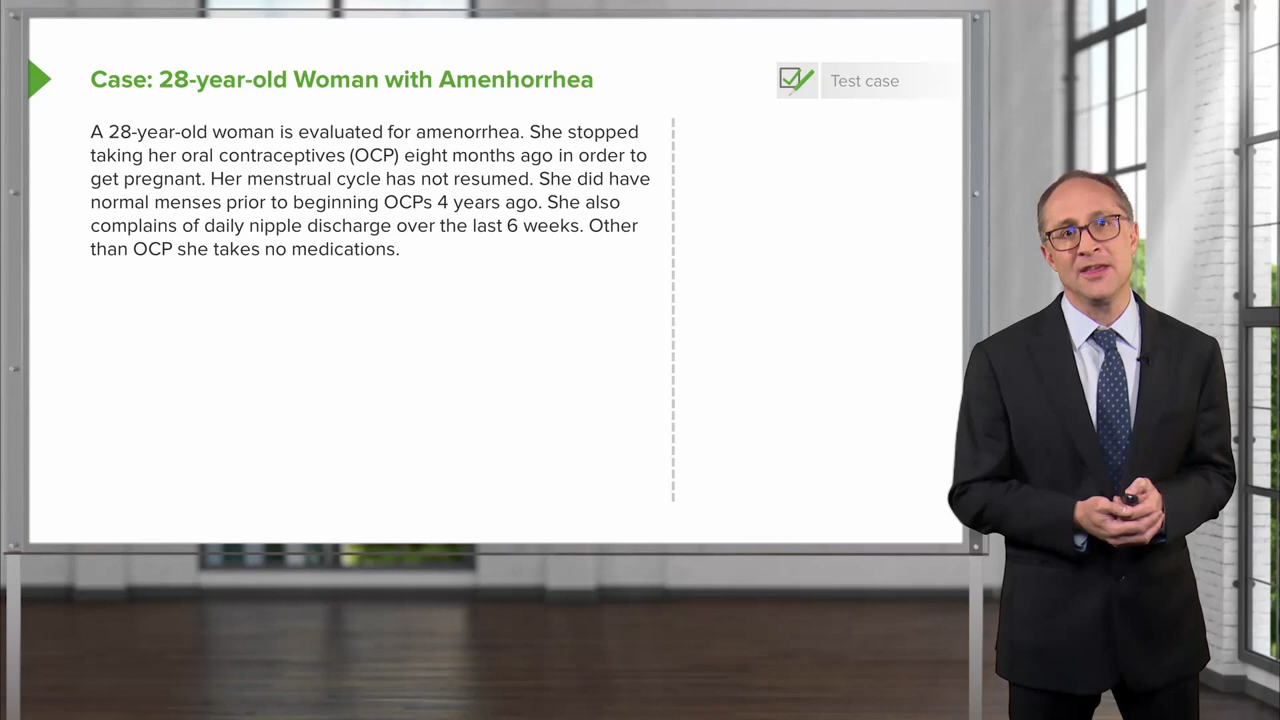 Case: 28-year-old Woman with Amenhorrhea
Test case
A 28-year-old woman is evaluated for amenorrhea. She stopped
taking her oral contraceptives (OCP) eight months ago in order to
get pregnant. Her menstrual cycle has not resumed. She did have
normal menses prior to beginning OCPs 4 years ago. She also
complains of daily nipple discharge over the last 6 weeks. Other
than OCP she takes no medications.